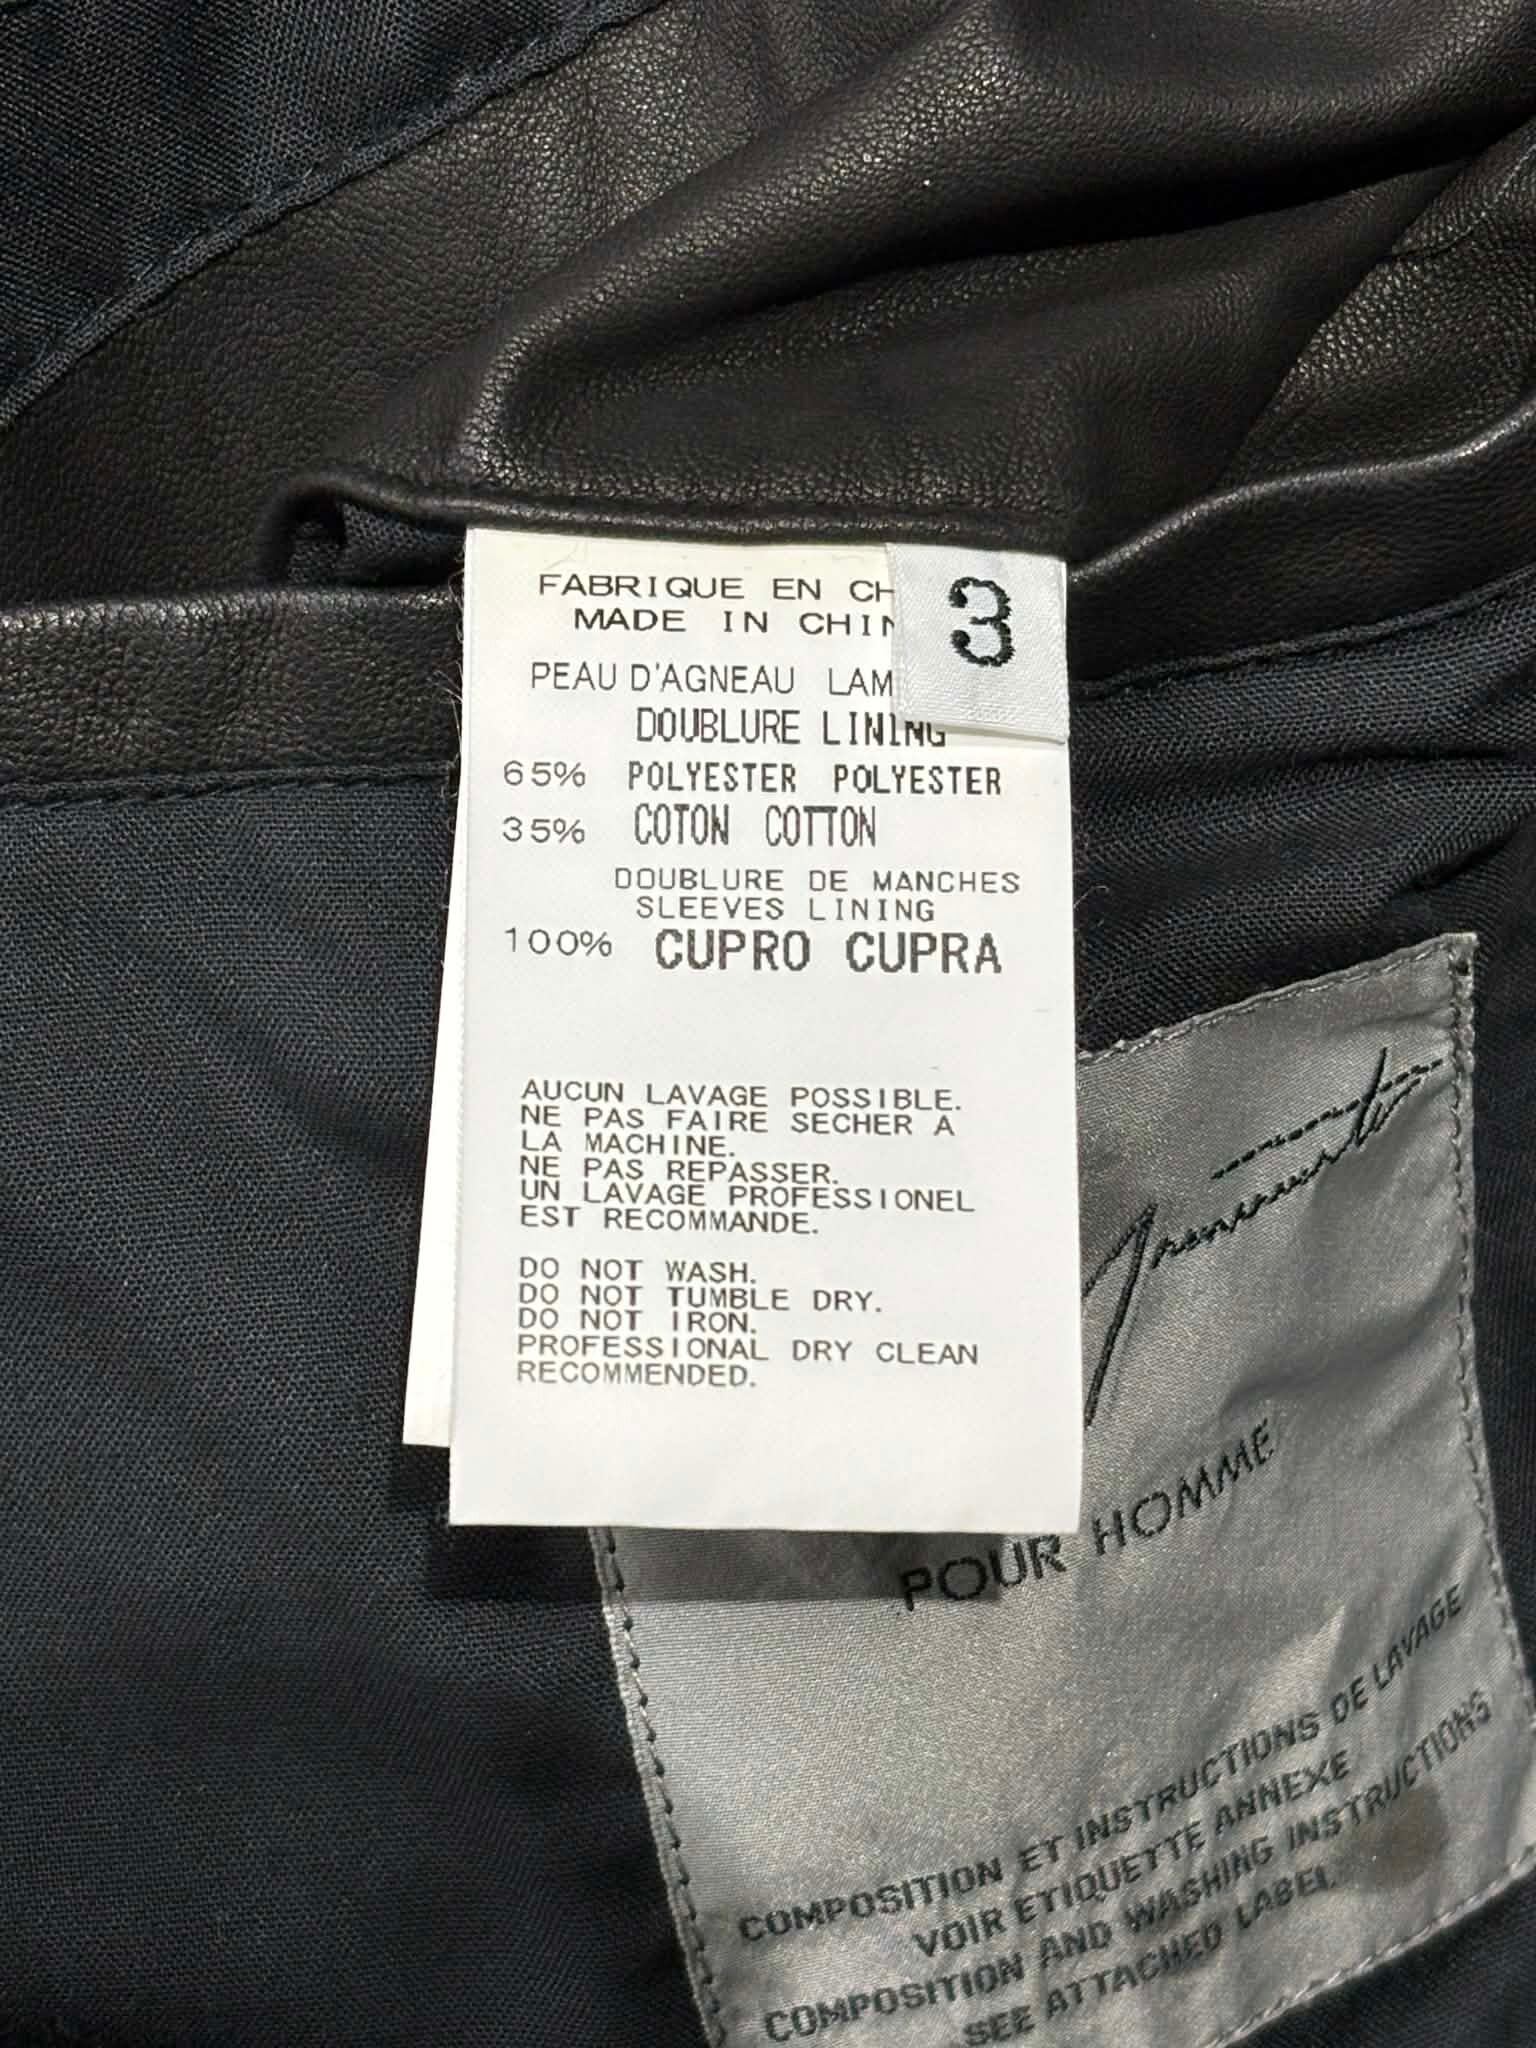 FABRIQUE EN CH
MADE IN CHIN
3
PEAU D'AGNEAU LAM
DOUBLURE LINING
65% POLYESTER POLYESTER
35% COTON COTTON
DOUBLURE DE MANCHES
SLEEVES LINING
100% CUPRO CUPRA
AUCUN LAVAGE POSSIBLE.
NE PAS FAIRE SECHER A
LA MACHINE.
NE PAS REPASSER.
UN LAVAGE PROFESSIONEL
EST RECOMMANDE.
DO NOT WASH.
DO NOT TUMBLE DRY.
DO NOT IRON.
PROFESSIONAL DRY CLEAN
RECOMMENDED.
POUR HOMME
COMPOSITION ET INSTRUCTIONS DE LAVAGE
VOIR ETIQUETTE ANNEXE
COMPOSITION AND WASHING INSTRUCTIONS
SEE ATTACHED LABEL